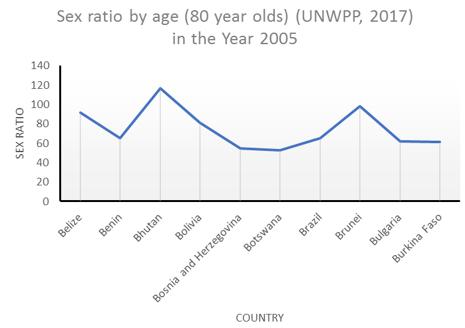 Sex ratio by age (80 year olds) (UNWPP, 2017)
in the Year 2005
140
120
100
80
60
40
20
0
SEX RATIO
Belize
Benin
Bhutan
Bolivia
Bosnia and Herzegovina
Botswana
Brazil
Brunei
Bulgaria
Burkina Faso
COUNTRY